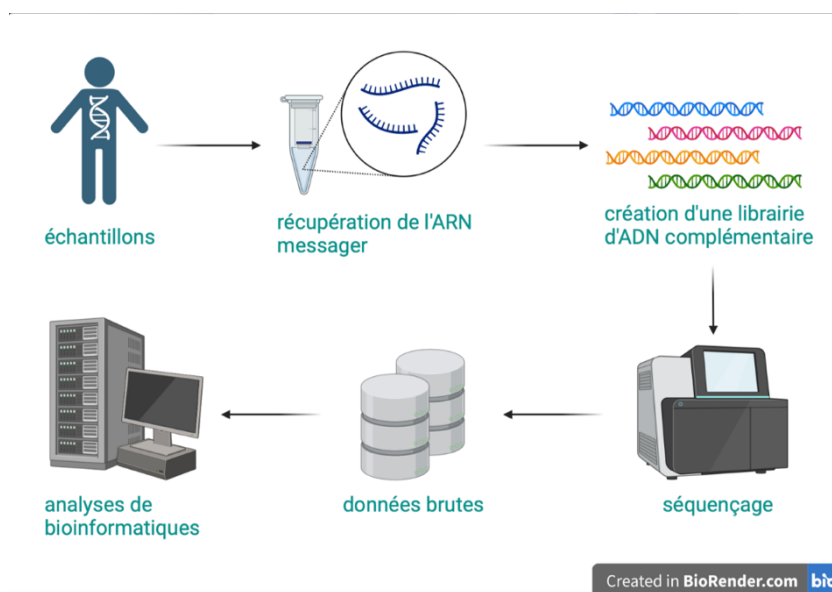 échantillons
récupération de l'ARN
messager
création d'une librairie
d'ADN complémentaire
séquençage
données brutes
analyses de
bioinformatiques
Created in BioRender.com bio